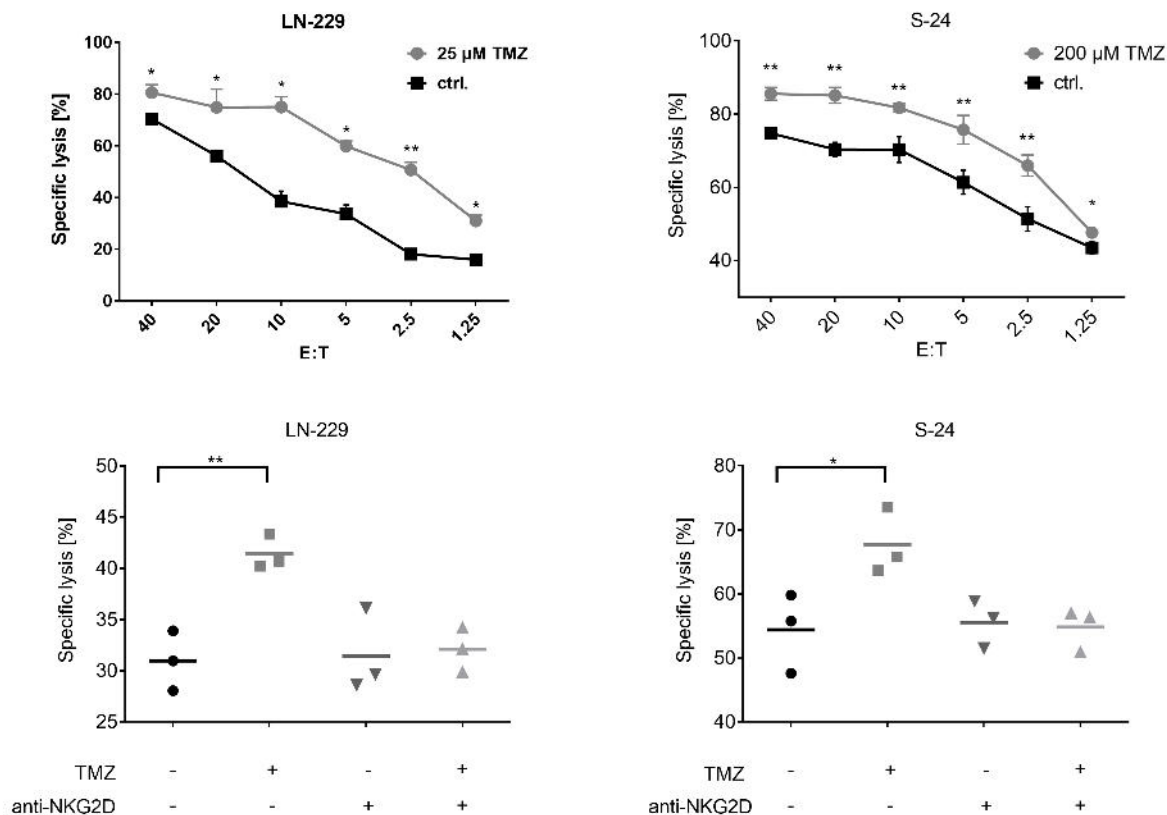 LN-229
100
80
60
40
20
0
Specific lysis [%]
25 µM TMZ
ctrl.
* * * * ** *
40 20 10 5 2.5 1.25
E:T
S-24
100
80
60
40
Specific lysis [%]
200 µM TMZ
ctrl.
** ** ** ** ** *
40 20 10 5 2.5 1.25
E:T
LN-229
50
45
40
35
30
25
Specific lysis [%]
**
TMZ - + - +
anti-NKG2D - - + +
S-24
80
70
60
50
40
Specific lysis [%]
*
TMZ - + - +
anti-NKG2D - - + +